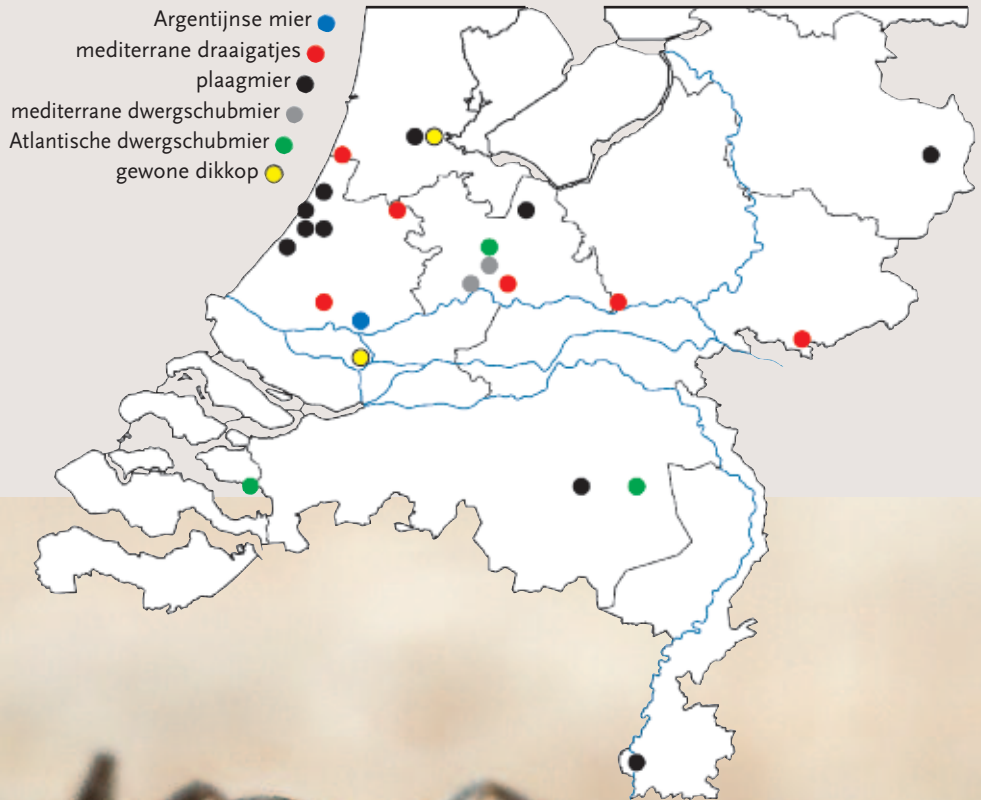 Argentijnse mier
mediterrane draaigatjes
plaagmier
mediterrane dwergschubmier
Atlantische dwergschubmier
gewone dikkop